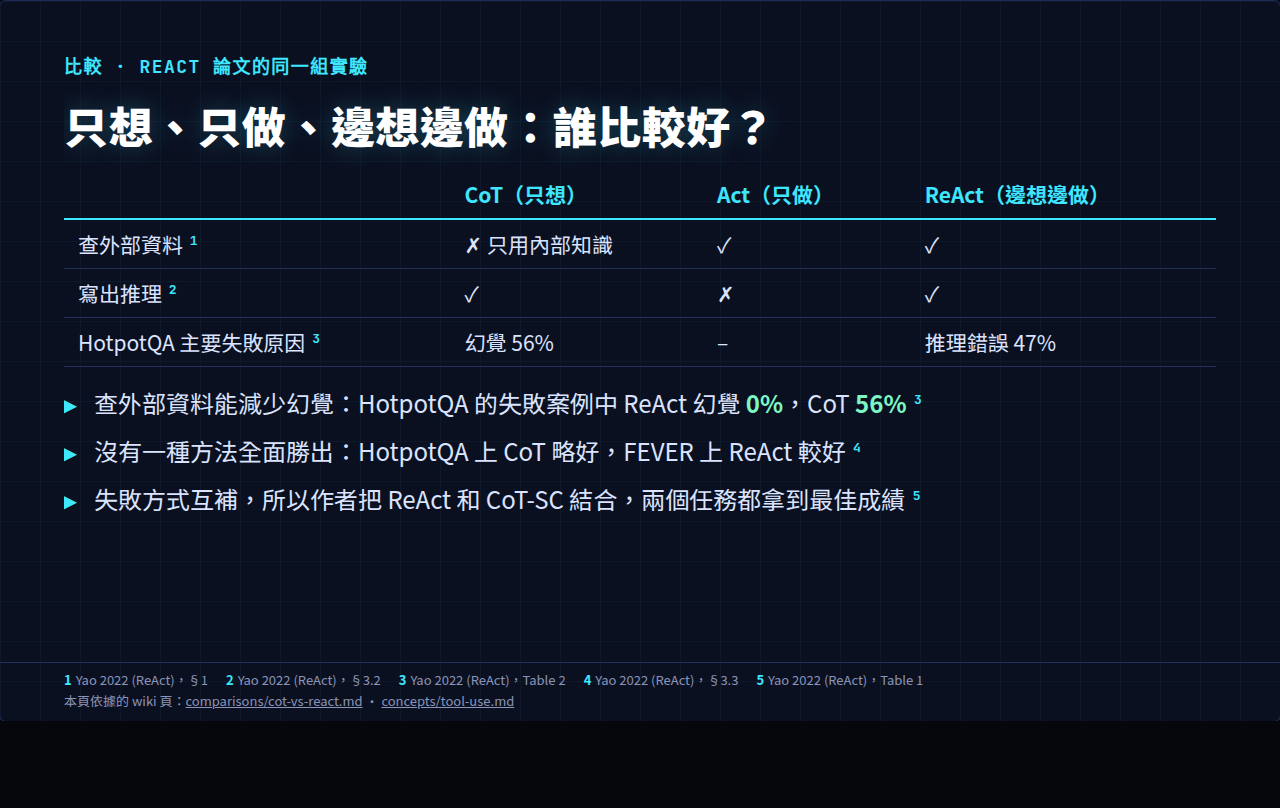 比較 · REACT 論文的同一組實驗
只想、只做、邊想邊做：誰比較好？
CoT（只想） Act（只做） ReAct（邊想邊做）
查外部資料 1 ✗ 只用內部知識 ✓ ✓
寫出推理 2 ✓ ✗ ✓
HotpotQA 主要失敗原因 3 幻覺 56% – 推理錯誤 47%
▶ 查外部資料能減少幻覺：HotpotQA 的失敗案例中 ReAct 幻覺 0%，CoT 56% 3
▶ 沒有一種方法全面勝出：HotpotQA 上 CoT 略好，FEVER 上 ReAct 較好 4
▶ 失敗方式互補，所以作者把 ReAct 和 CoT-SC 結合，兩個任務都拿到最佳成績 5
1 Yao 2022 (ReAct)，§1 2 Yao 2022 (ReAct)，§3.2 3 Yao 2022 (ReAct)，Table 2 4 Yao 2022 (ReAct)，§3.3 5 Yao 2022 (ReAct)，Table 1
本頁依據的 wiki 頁：comparisons/cot-vs-react.md · concepts/tool-use.md